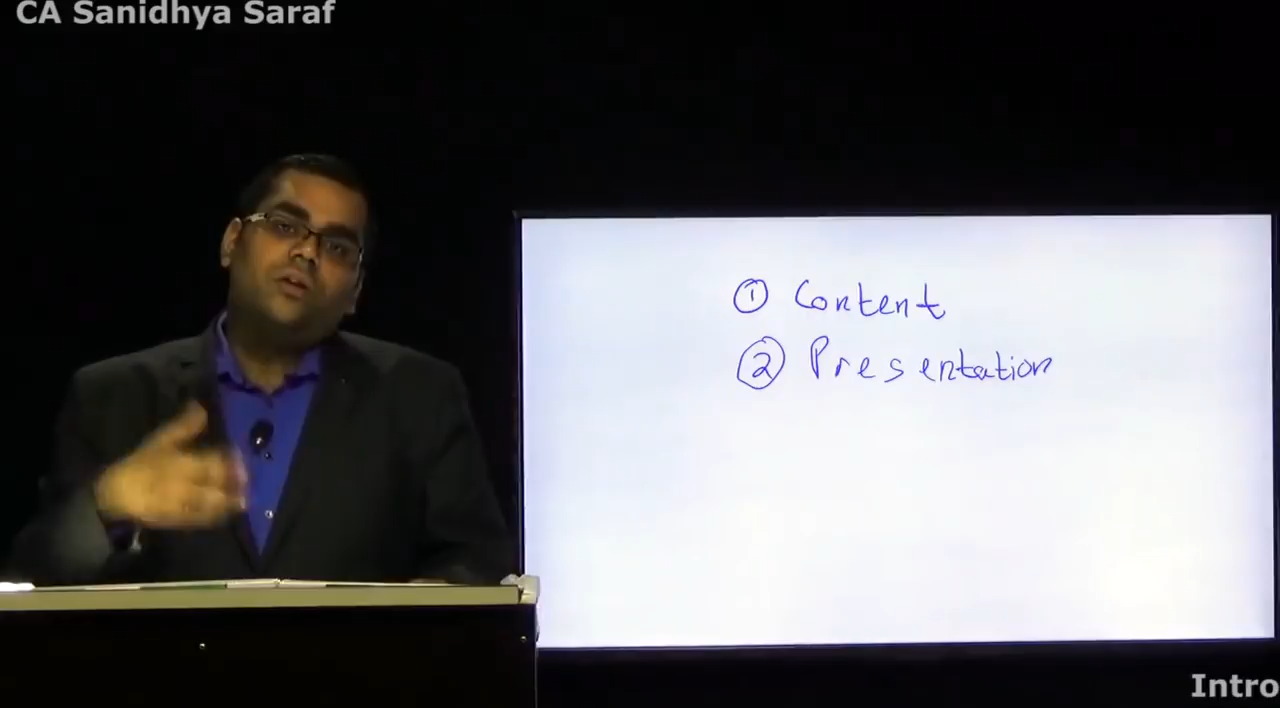 CA Sanidhya Saraf
① Content
② Presentation
Intro